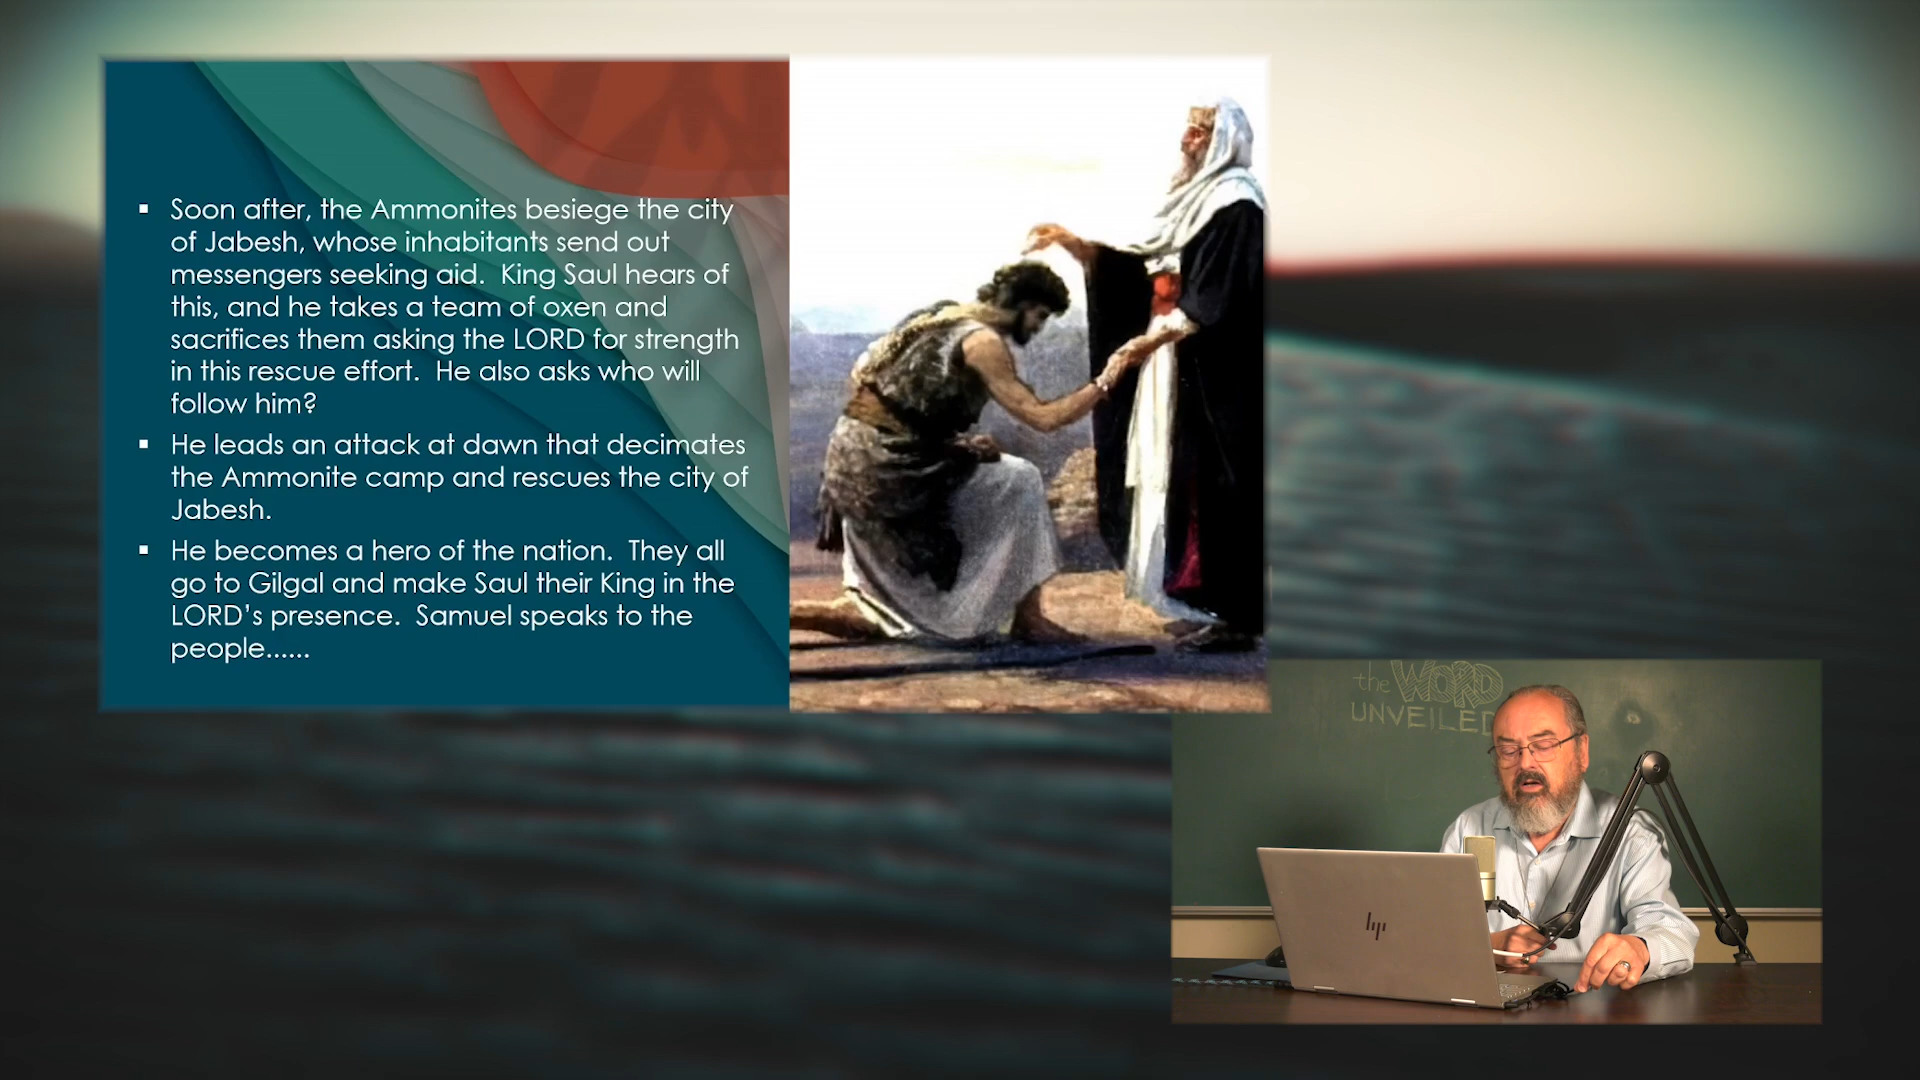 ▪ Soon after, the Ammonites besiege the city
of Jabesh, whose inhabitants send out
messengers seeking aid.  King Saul hears of
this, and he takes a team of oxen and
sacrifices them asking the LORD for strength
in this rescue effort.  He also asks who will
follow him?
▪ He leads an attack at dawn that decimates
the Ammonite camp and rescues the city of
Jabesh.
▪ He becomes a hero of the nation.  They all
go to Gilgal and make Saul their King in the
LORD’s presence.  Samuel speaks to the
people......
the WORD
UNVEILED
hp